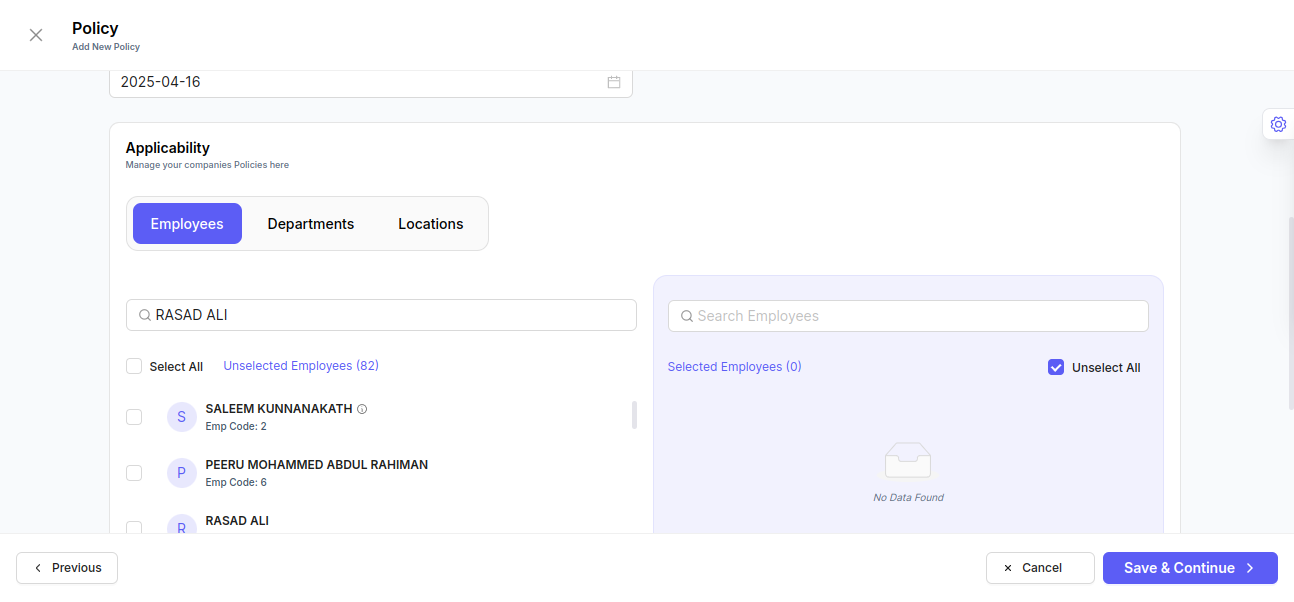 Policy
Add New Policy
2025-04-16
Applicability
Manage your companies Policies here
Employees
Departments
Locations
RASAD ALI
Search Employees
Select All
Unselected Employees (82)
Selected Employees (0)
Unselect All
S
SALEEM KUNNANAKATH
Emp Code: 2
P
PEERU MOHAMMED ABDUL RAHIMAN
Emp Code: 6
R
RASAD ALI
No Data Found
Previous
Cancel
Save & Continue